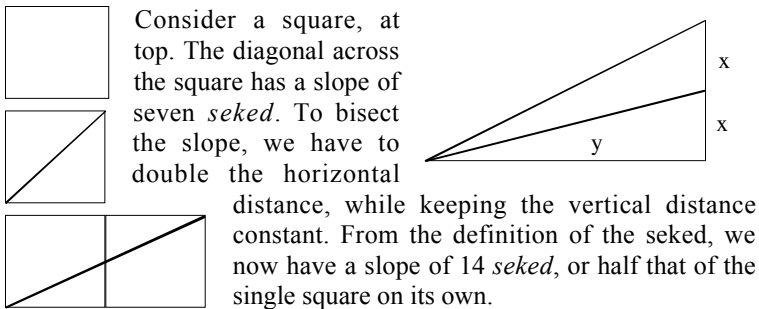 Consider a square, at
top. The diagonal across
the square has a slope of
seven seked. To bisect
the slope, we have to
double the horizontal
distance, while keeping the vertical distance
constant. From the definition of the seked, we
now have a slope of 14 seked, or half that of the
single square on its own.
x
x
y